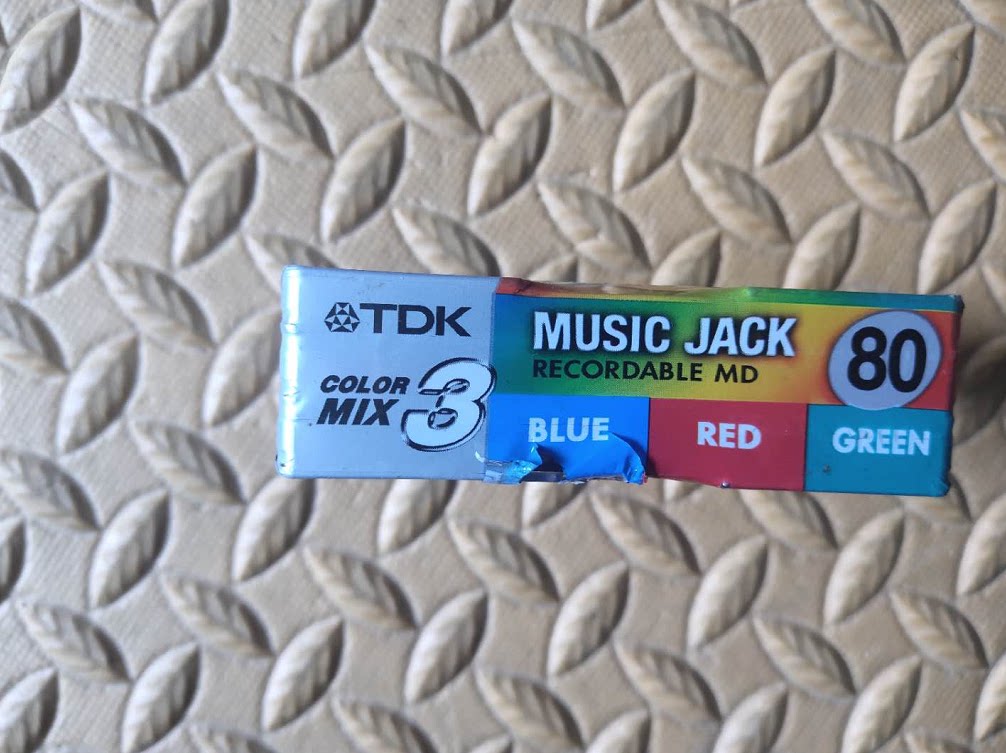 TDK
COLOR
MIX 3
MUSIC JACK
RECORDABLE MD
80
BLUE
RED
GREEN